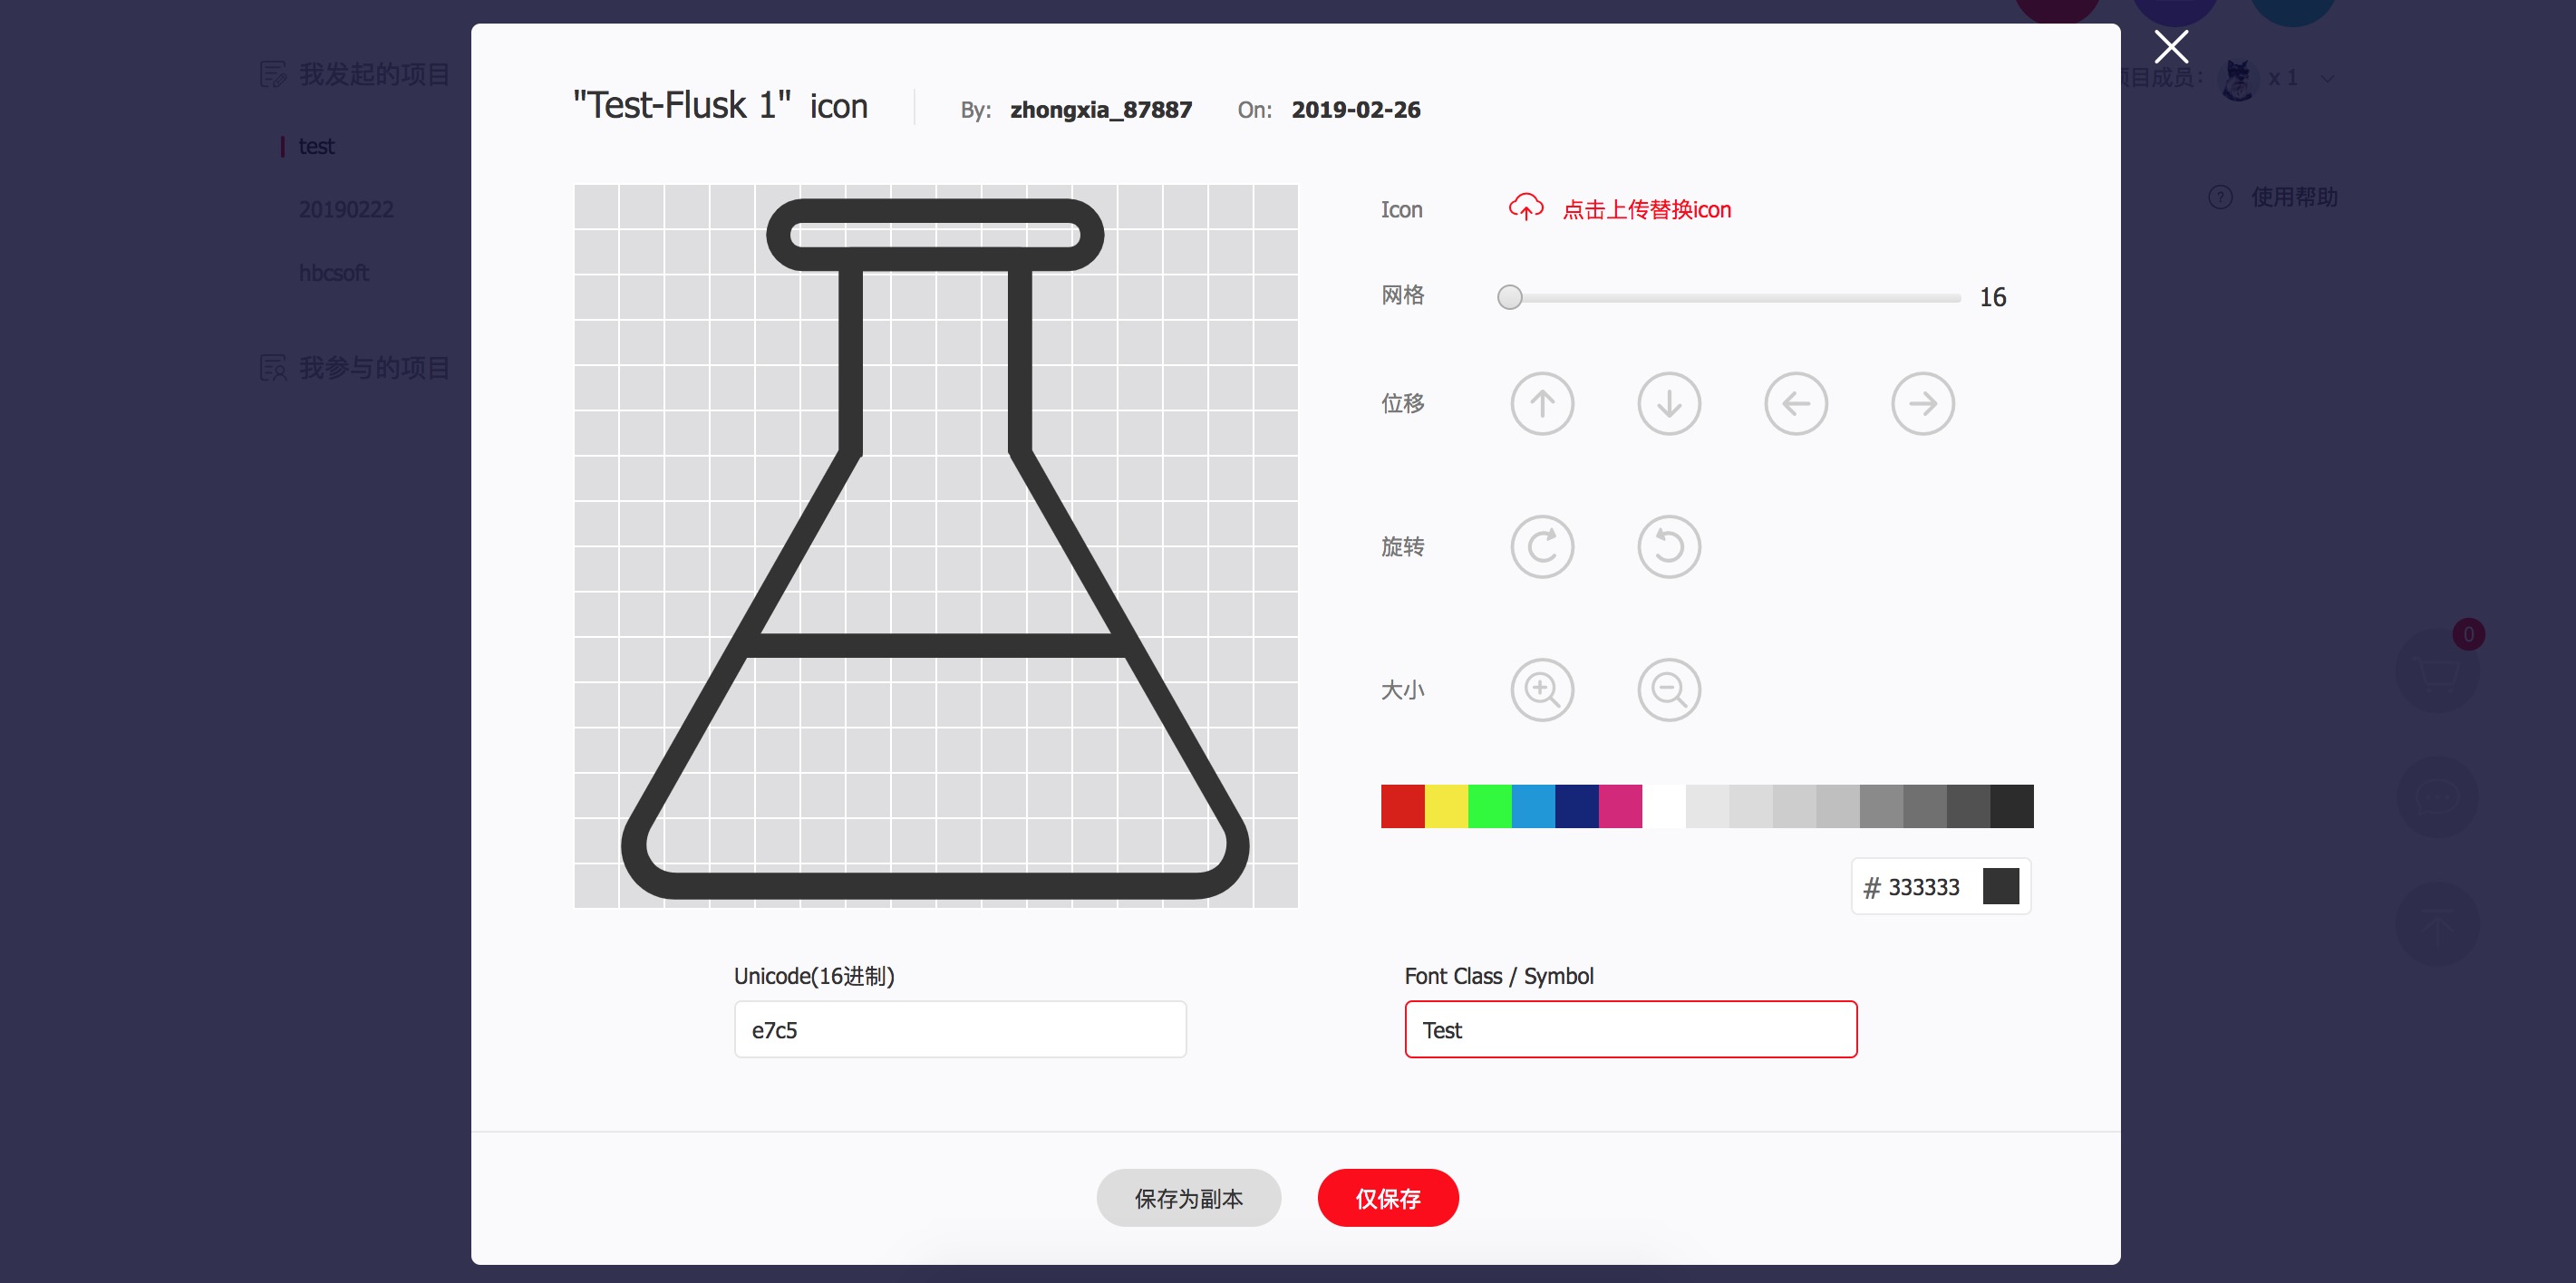 我发起的项目
test
20190222
hbcsoft
我参与的项目
"Test-Flusk 1" icon
By: zhongxia_87887
On: 2019-02-26
Icon
点击上传替换icon
网格
16
位移
旋转
大小
# 333333
Unicode(16进制)
e7c5
Font Class / Symbol
Test
保存为副本
仅保存
项目成员:
x 1
? 使用帮助
0